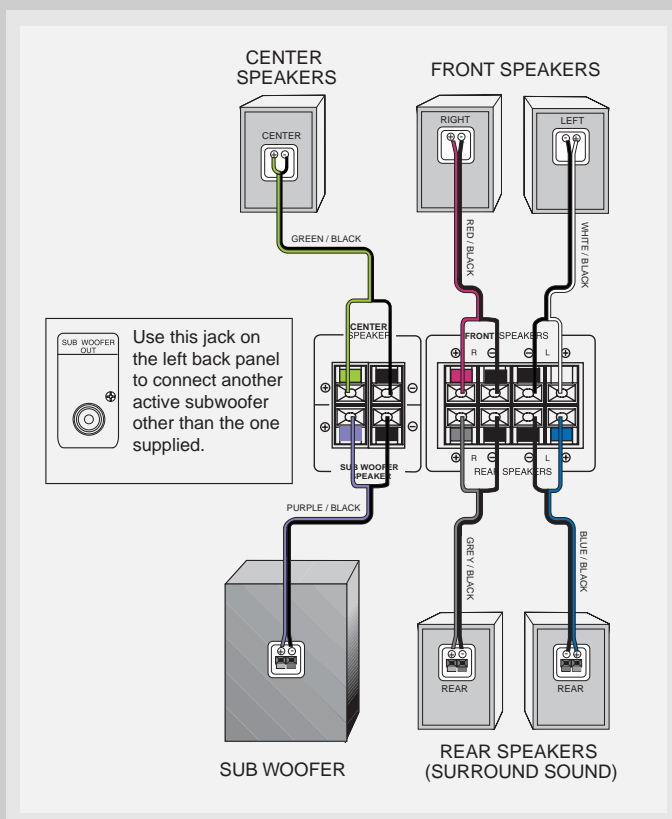 CENTER
SPEAKERS
FRONT SPEAKERS
CENTER
RIGHT
LEFT
GREEN / BLACK
RED / BLACK
WHITE / BLACK
SUB WOOFER
OUT
Use this jack on
the left back panel
to connect another
active subwoofer
other than the one
supplied.
CENTER
SPEAKER
FRONT SPEAKERS
+ R - - L +
+ -
+ -
SUB WOOFER
SPEAKER
+ R - - L +
REAR SPEAKERS
PURPLE / BLACK
GREY / BLACK
BLUE / BLACK
REAR
REAR
SUB WOOFER
REAR SPEAKERS
(SURROUND SOUND)